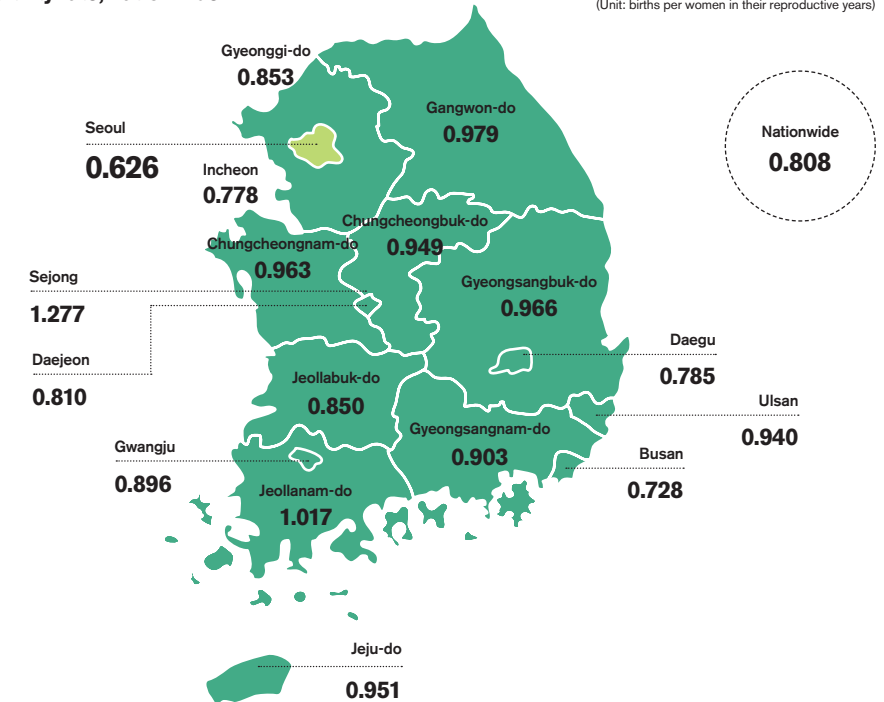 (Unit: births per women in their reproductive years)
Gyeonggi-do
0.853
Gangwon-do
0.979
Nationwide
0.808
Seoul
0.626
Incheon
0.778
Chungcheongbuk-do
0.949
Chungcheongnam-do
0.963
Sejong
1.277
Gyeongsangbuk-do
0.966
Daejeon
0.810
Daegu
0.785
Jeollabuk-do
0.850
Ulsan
0.940
Gyeongsangnam-do
0.903
Gwangju
0.896
Busan
0.728
Jeollanam-do
1.017
Jeju-do
0.951